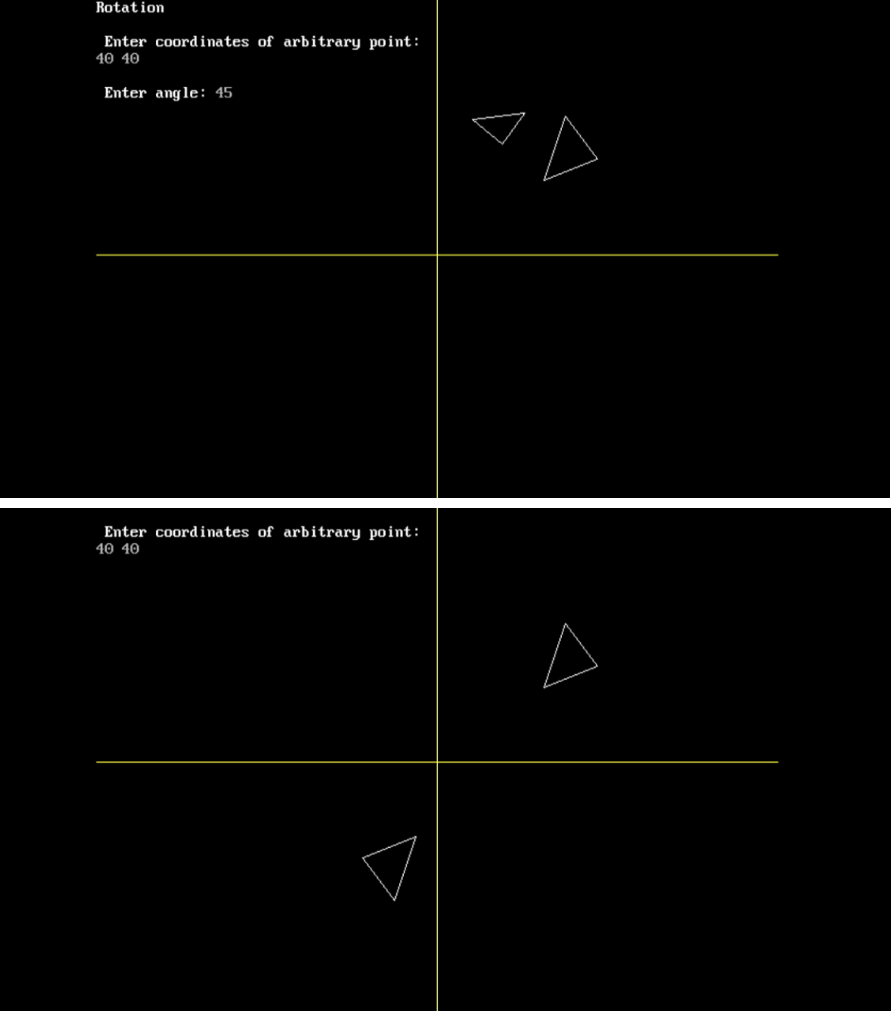 Rotation
Enter coordinates of arbitrary point:
40 40
Enter angle: 45
Enter coordinates of arbitrary point:
40 40